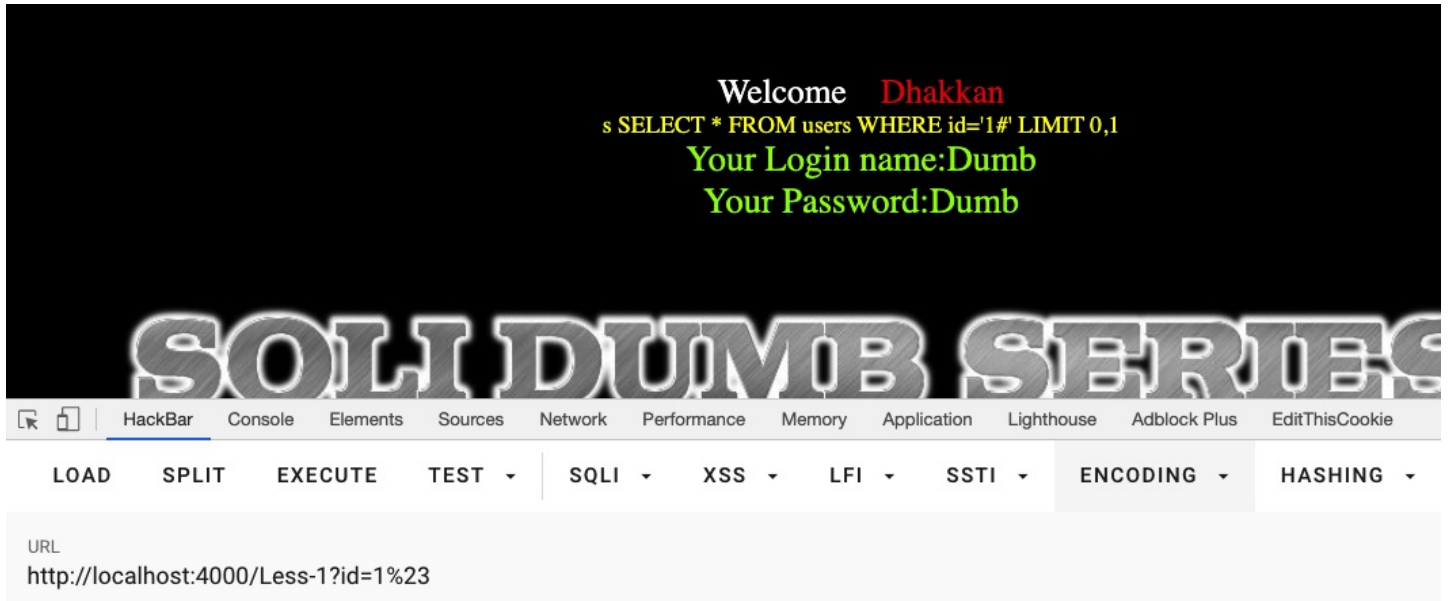 Welcome Dhakkan
s SELECT * FROM users WHERE id='1#' LIMIT 0,1
Your Login name:Dumb
Your Password:Dumb
SQLI DUMB SERIES
HackBar Console Elements Sources Network Performance Memory Application Lighthouse Adblock Plus EditThisCookie
LOAD SPLIT EXECUTE TEST SQLI XSS LFI SSTI ENCODING HASHING
URL
http://localhost:4000/Less-1?id=1%23